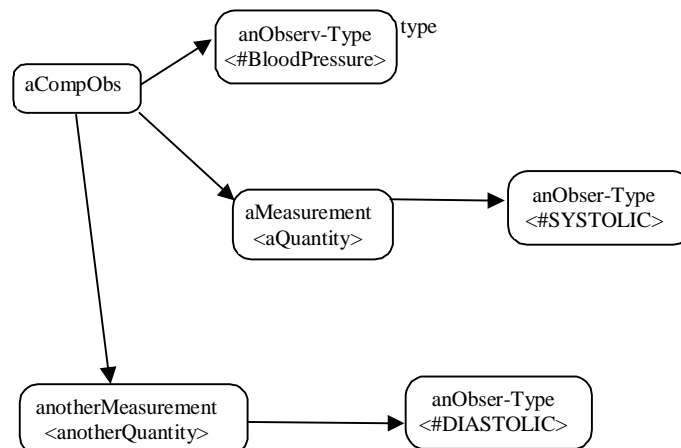 anObserv-Type
<#BloodPressure>
type
aCompObs
aMeasurement
<aQuantity>
anObser-Type
<#SYSTOLIC>
anotherMeasurement
<anotherQuantity>
anObser-Type
<#DIASTOLIC>